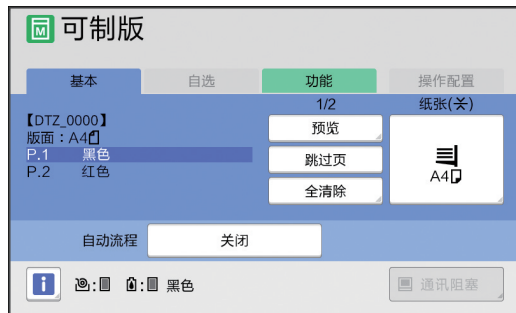 可制版
基本
自选
功能
操作配置
1/2
纸张(㐅)
【DTZ_0000】
版面：A4
P.1 黑色
P.2 红色
预览
跳过页
全清除
A4
自动流程
关闭
黑色
通讯阻塞